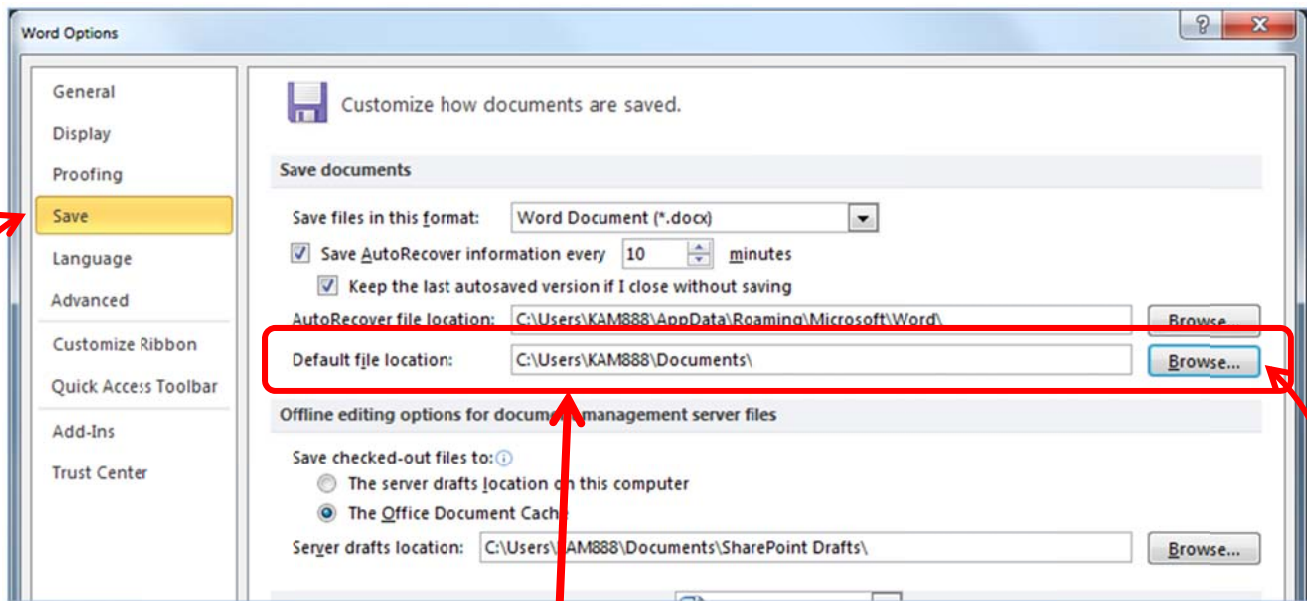 Word Options
General
Display
Proofing
Save
Language
Advanced
Customize Ribbon
Quick Access Toolbar
Add-Ins
Trust Center
Customize how documents are saved.
Save documents
Save files in this format: Word Document (*.docx)
Save AutoRecover information every 10 minutes
Keep the last autosaved version if I close without saving
AutoRecover file location: C:\Users\KAM888\AppData\Roaming\Microsoft\Word\ Browse...
Default file location: C:\Users\KAM888\Documents\ Browse...
Offline editing options for document management server files
Save checked-out files to:
The server drafts location on this computer
The Office Document Cache
Server drafts location: C:\Users\KAM888\Documents\SharePoint Drafts\ Browse...